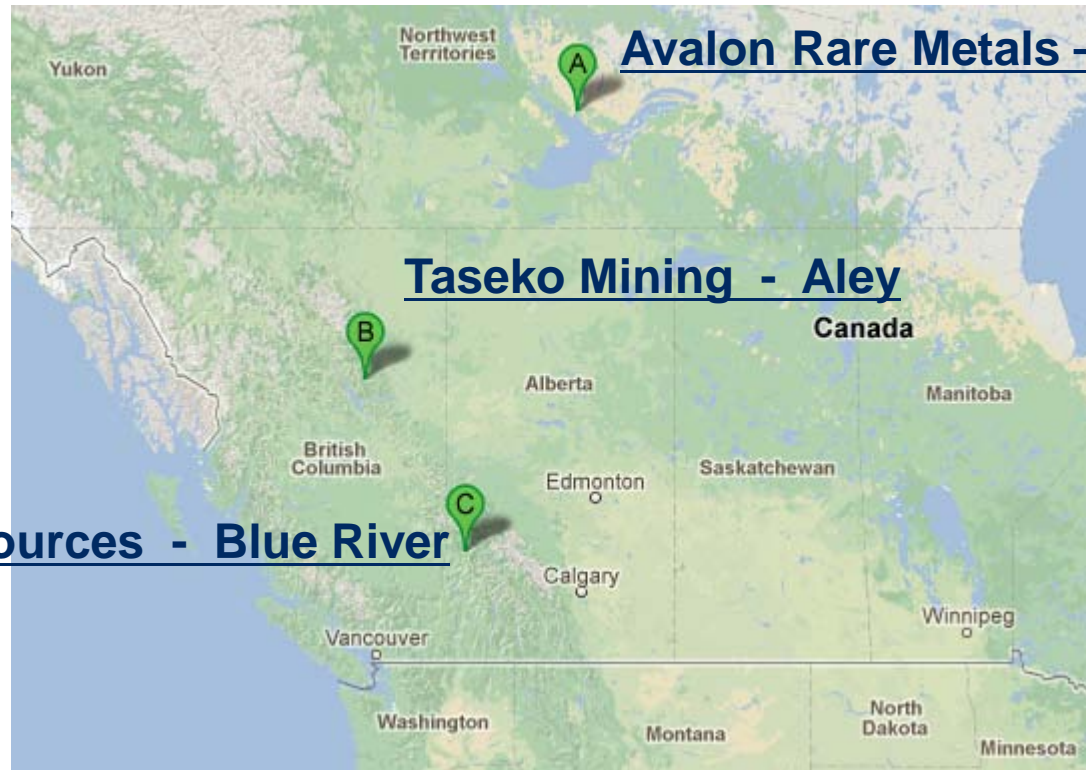 Northwest
Territories
A
Avalon Rare Metals -
Yukon
Taseko Mining - Aley
B
Canada
Alberta
Manitoba
British
Columbia
Saskatchewan
Edmonton
C
ources - Blue River
Calgary
Winnipeg
Vancouver
Washington
Montana
North
Dakota
Minnesota